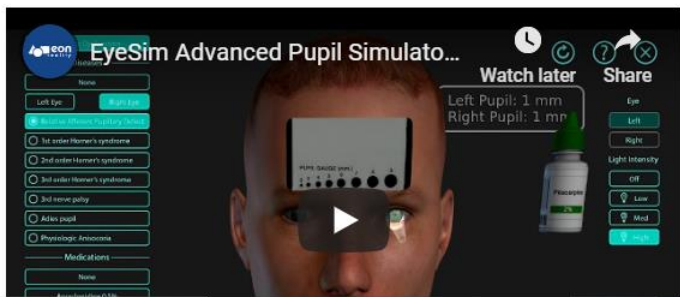 eon
reality
EyeSim Advanced Pupil Simulato...
Watch later
Share
None
Left Eye
Right Eye
Relative Afferent Pupillary Defect
1st order Horner's syndrome
2nd order Horner's syndrome
3rd order Horner's syndrome
3rd nerve palsy
Adies pupil
Physiologic Anisocoria
Medications
None
Left Pupil: 1 mm
Right Pupil: 1 mm
PUPIL GAUGE (mm)
Pilocarpine
2%
Eye
Left
Right
Light Intensity
Off
Low
Med
High